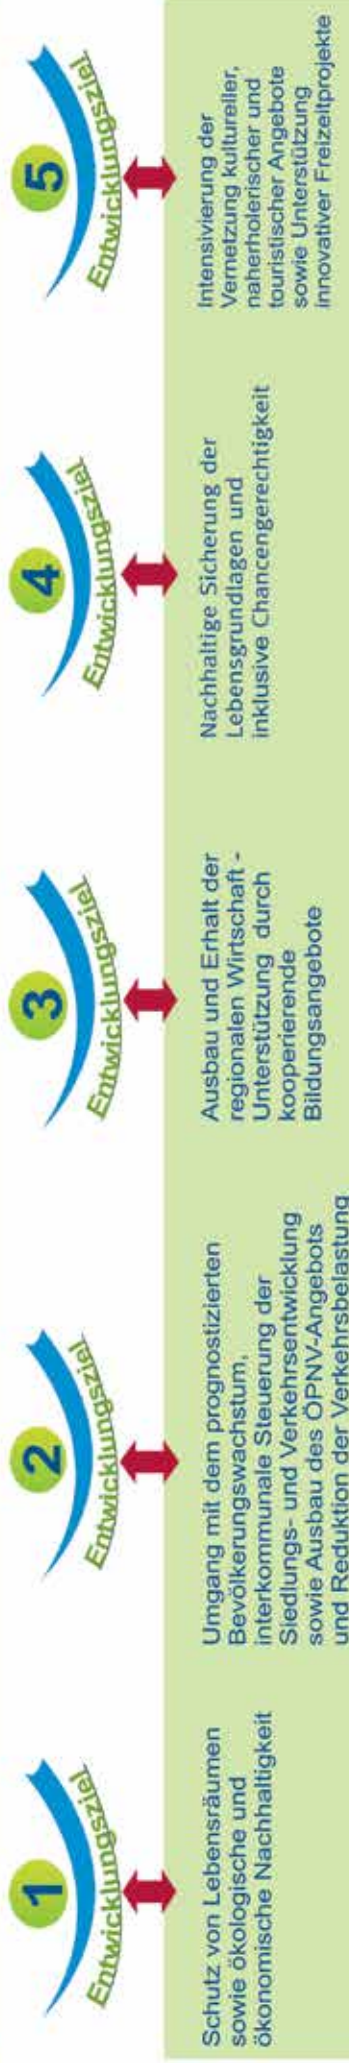 1
Entwicklungsziel
Schutz von Lebensräumen
sowie ökologische und
ökonomische Nachhaltigkeit
2
Entwicklungsziel
Umgang mit dem prognostizierten
Bevölkerungswachstum,
interkommunale Steuerung der
Siedlungs- und Verkehrsentwicklung
sowie Ausbau des ÖPNV-Angebots
und Reduktion der Verkehrsbelastung
3
Entwicklungsziel
Ausbau und Erhalt der
regionalen Wirtschaft -
Unterstützung durch
kooperierende
Bildungsangebote
4
Entwicklungsziel
Nachhaltige Sicherung der
Lebensgrundlagen und
inklusive Chancengerechtigkeit
5
Entwicklungsziel
Intensivierung der
Vernetzung kultureller,
naherholerischer und
touristischer Angebote
sowie Unterstützung
innovativer Freizeitprojekte